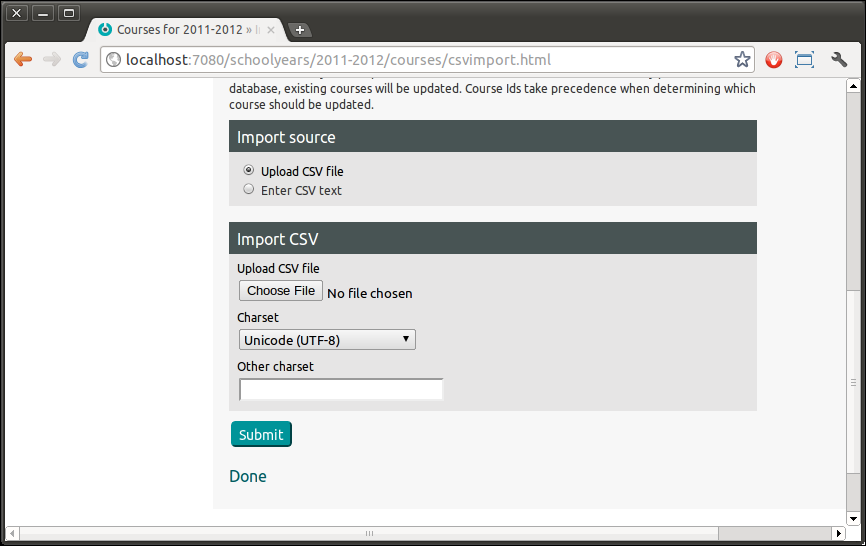 Courses for 2011-2012 »
localhost:7080/schoolyears/2011-2012/courses/csvimport.html
database, existing courses will be updated. Course Ids take precedence when determining which
course should be updated.
Import source
Upload CSV file
Enter CSV text
Import CSV
Upload CSV file
Choose File No file chosen
Charset
Unicode (UTF-8)
Other charset
Submit
Done